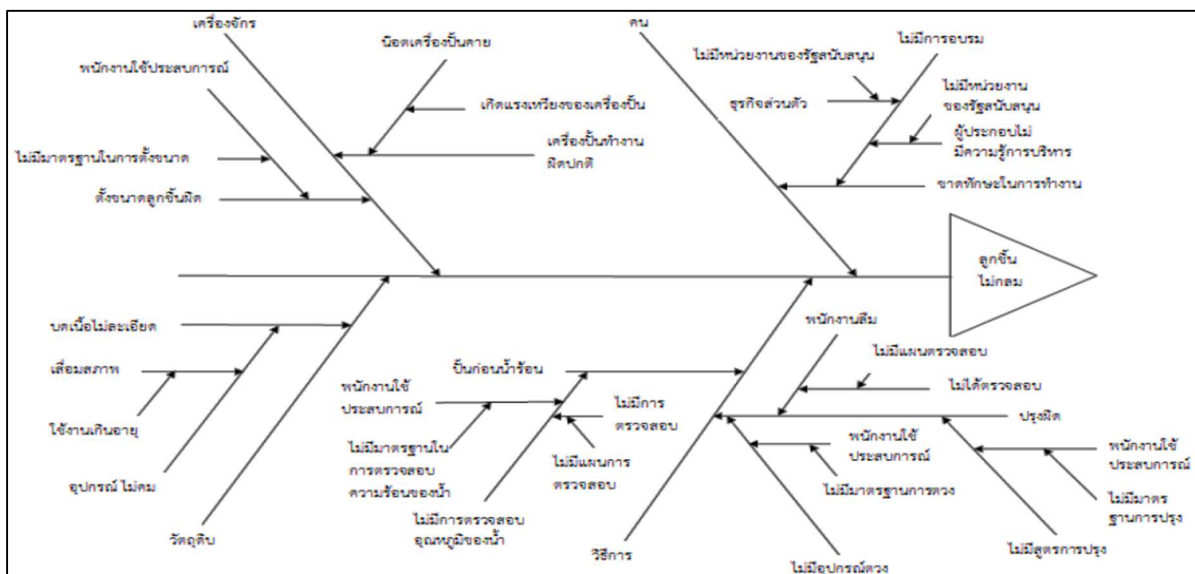 เครื่องจักร
คน
น๊อตเครื่องปั้นคาย
ไม่มีการอบรม
ไม่มีหน่วยงานของรัฐสนับสนุน
พนักงานใช้ประสบการณ์
ไม่มีหน่วยงาน
ของรัฐสนับสนุน
ธุรกิจส่วนตัว
เกิดแรงเหวี่ยงของเครื่องปั้น
ผู้ประกอบไม่
มีความรู้การบริหาร
เครื่องปั้นทำงาน
ผิดปกติ
ไม่มีมาตรฐานในการตั้งขนาด
ขาดทักษะในการทำงาน
ตั้งขนาดลูกชิ้นผิด
ลูกชิ้น
ไม่กลม
บดเนื้อไม่ละเอียด
พนักงานลืม
ไม่มีแผนตรวจสอบ
เสื่อมสภาพ
ปั้นก่อนน้ำร้อน
พนักงานใช้
ประสบการณ์
ไม่ได้ตรวจสอบ
ไม่มีการ
ตรวจสอบ
ปรุงผิด
ใช้งานเกินอายุ
ไม่มีมาตรฐานใน
การตรวจสอบ
ความร้อนของน้ำ
ไม่มีแผนการ
ตรวจสอบ
พนักงานใช้
ประสบการณ์
พนักงานใช้
ประสบการณ์
อุปกรณ์ ไม่คม
ไม่มีมาตรฐานการตวง
ไม่มีมาตร
ฐานการปรุง
ไม่มีการตรวจสอบ
อุณหภูมิของน้ำ
วัตถุดิบ
วิธีการ
ไม่มีสูตรการปรุง
ไม่มีอุปกรณ์ตวง